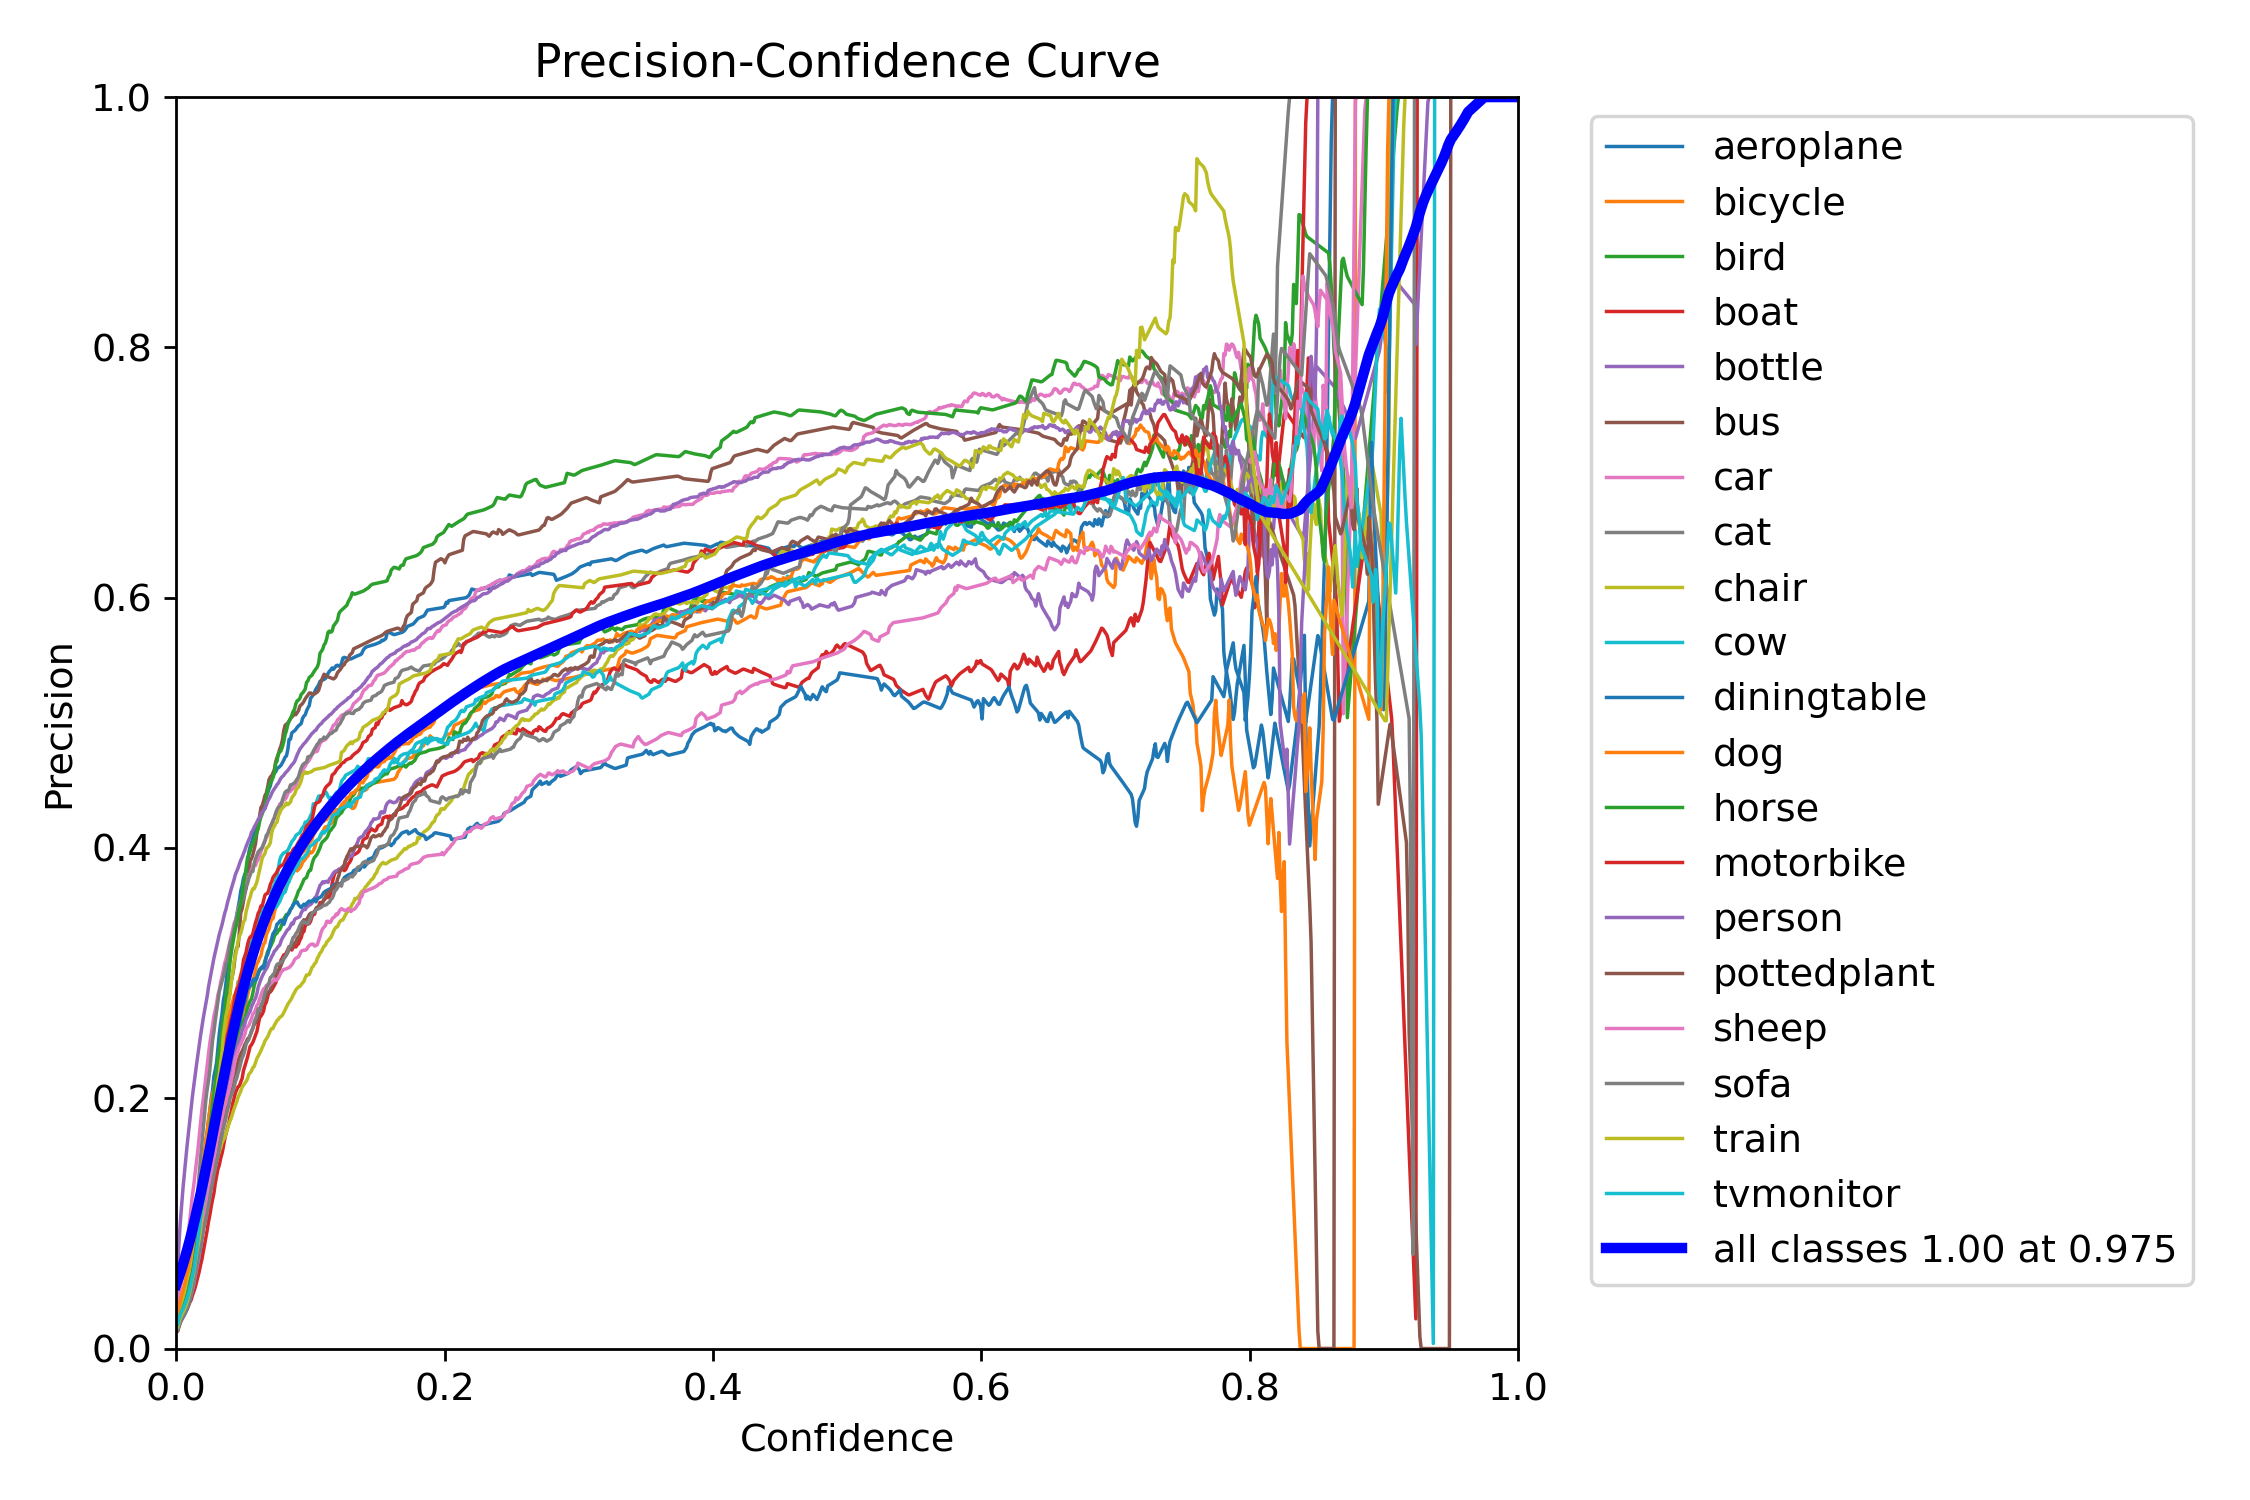 Precision-Confidence Curve
1.0
0.8
0.6
0.4
0.2
0.0
Precision
0.0
0.2
0.4
0.6
0.8
1.0
Confidence
aeroplane
bicycle
bird
boat
bottle
bus
car
cat
chair
cow
diningtable
dog
horse
motorbike
person
pottedplant
sheep
sofa
train
tvmonitor
all classes 1.00 at 0.975